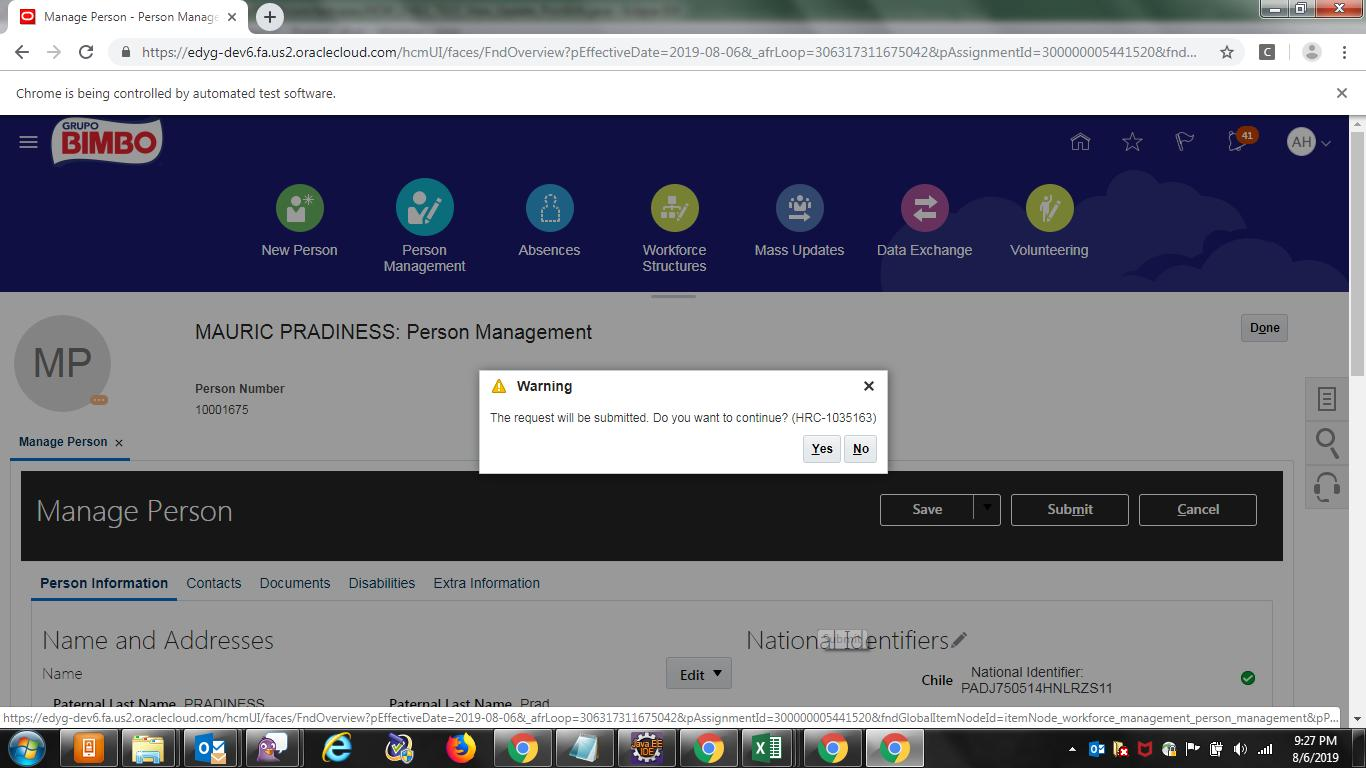 Manage Person - Person Manage
https://edyg-dev6.fa.us2.oraclecloud.com/hcmUI/faces/FndOverview?pEffectiveDate=2019-08-06&_afrLoop=306317311675042&pAssignmentId=300000005441520&fnd...
C
Chrome is being controlled by automated test software.
GRUPO
BIMBO
41
AH
New Person
Person
Management
Absences
Workforce
Structures
Mass Updates
Data Exchange
Volunteering
MP
MAURIC PRADINESS: Person Management
Done
Person Number
10001675
Warning
The request will be submitted. Do you want to continue? (HRC-1035163)
Yes No
Manage Person
Manage Person
Save Submit Cancel
Person Information Contacts Documents Disabilities Extra Information
Name and Addresses
National Identifiers
Submit
Name
Edit
Chile
National Identifier:
PADJ750514HNLRZS11
Paternal Last Name PRADINESS
Paternal Last Name Prad
https://edyg-dev6.fa.us2.oraclecloud.com/hcmUI/faces/FndOverview?pEffectiveDate=2019-08-06&_afrLoop=306317311675042&pAssignmentId=300000005441520&fndGlobalItemNodeId=itemNode_workforce_management_person_management&pP...
Java EE
IDE
9:27 PM
8/6/2019